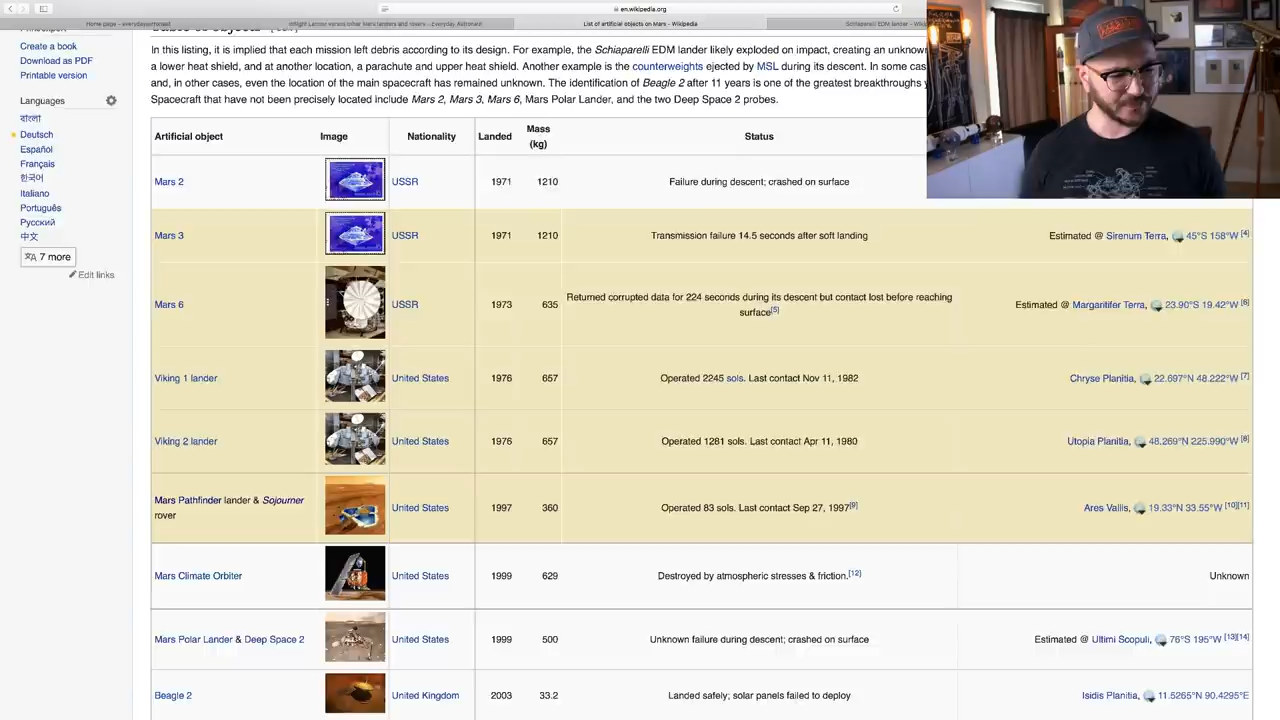 en.wikipedia.org
List of artificial objects on Mars - Wikipedia
Schiaparelli EDM lander - Wikipedia
Create a book
Download as PDF
Printable version
Languages
বাংলা
Deutsch
Español
Français
한국어
Italiano
Português
Русский
中文
7 more
Edit links
In this listing, it is implied that each mission left debris according to its design. For example, the Schiaparelli EDM lander likely exploded on impact, creating an unknown
a lower heat shield, and at another location, a parachute and upper heat shield. Another example is the counterweights ejected by MSL during its descent. In some cas
and, in other cases, even the location of the main spacecraft has remained unknown. The identification of Beagle 2 after 11 years is one of the greatest breakthroughs
Spacecraft that have not been precisely located include Mars 2, Mars 3, Mars 6, Mars Polar Lander, and the two Deep Space 2 probes.
Artificial object Image Nationality Landed Mass (kg) Status
Mars 2 USSR 1971 1210 Failure during descent; crashed on surface
Mars 3 USSR 1971 1210 Transmission failure 14.5 seconds after soft landing Estimated @ Sirenum Terra, 45°S 158°W [4]
Mars 6 USSR 1973 635 Returned corrupted data for 224 seconds during its descent but contact lost before reaching surface[5] Estimated @ Margaritifer Terra, 23.90°S 19.42°W [6]
Viking 1 lander United States 1976 657 Operated 2245 sols. Last contact Nov 11, 1982 Chryse Planitia, 22.697°N 48.222°W [7]
Viking 2 lander United States 1976 657 Operated 1281 sols. Last contact Apr 11, 1980 Utopia Planitia, 48.269°N 225.990°W [8]
Mars Pathfinder lander & Sojourner rover United States 1997 360 Operated 83 sols. Last contact Sep 27, 1997[9] Ares Vallis, 19.33°N 33.55°W [10][11]
Mars Climate Orbiter United States 1999 629 Destroyed by atmospheric stresses & friction.[12] Unknown
Mars Polar Lander & Deep Space 2 United States 1999 500 Unknown failure during descent; crashed on surface Estimated @ Ultimi Scopuli, 76°S 195°W [13][14]
Beagle 2 United Kingdom 2003 33.2 Landed safely; solar panels failed to deploy Isidis Planitia, 11.5265°N 90.4295°E